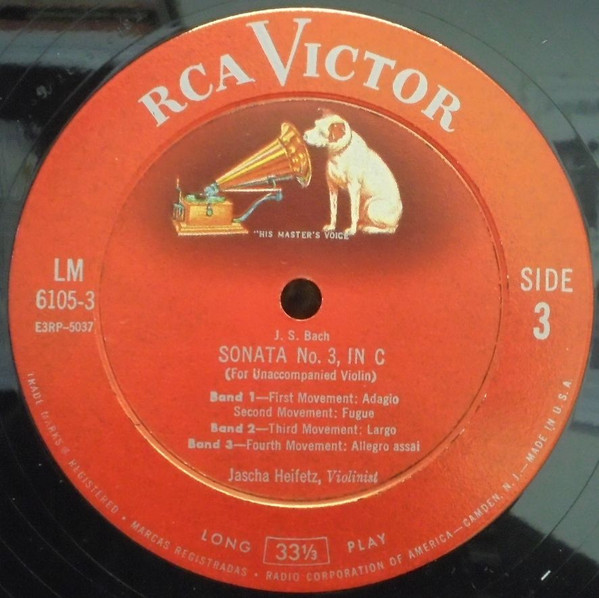 RCA VICTOR
"HIS MASTER'S VOICE"
LM
6105-3
E3RP-5037
SIDE
3
J. S. Bach
SONATA No. 3, IN C
(For Unaccompanied Violin)
Band 1—First Movement: Adagio
Second Movement: Fugue
Band 2—Third Movement: Largo
Band 3—Fourth Movement: Allegro assai
Jascha Heifetz, Violinist
LONG 33⅓ PLAY
TRADE MARKS ® REGISTERED • MARCAS REGISTRADAS • RADIO CORPORATION OF AMERICA—CAMDEN, N. J.—MADE IN U.S.A.